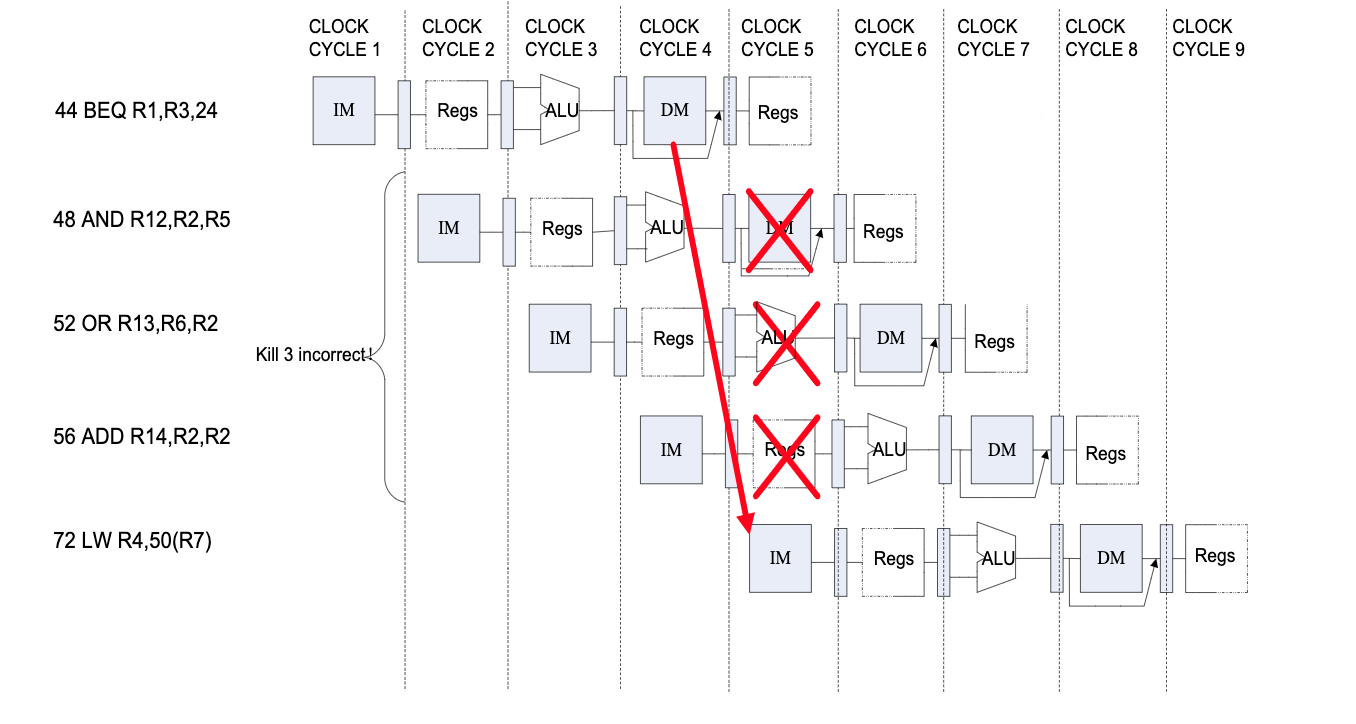 CLOCK CYCLE 1
CLOCK CYCLE 2
CLOCK CYCLE 3
CLOCK CYCLE 4
CLOCK CYCLE 5
CLOCK CYCLE 6
CLOCK CYCLE 7
CLOCK CYCLE 8
CLOCK CYCLE 9
44 BEQ R1,R3,24
IM
Regs
ALU
DM
Regs
48 AND R12,R2,R5
IM
Regs
ALU
DM
Regs
52 OR R13,R6,R2
IM
Regs
ALU
DM
Regs
Kill 3 incorrect!
56 ADD R14,R2,R2
IM
Regs
ALU
DM
Regs
72 LW R4,50(R7)
IM
Regs
ALU
DM
Regs